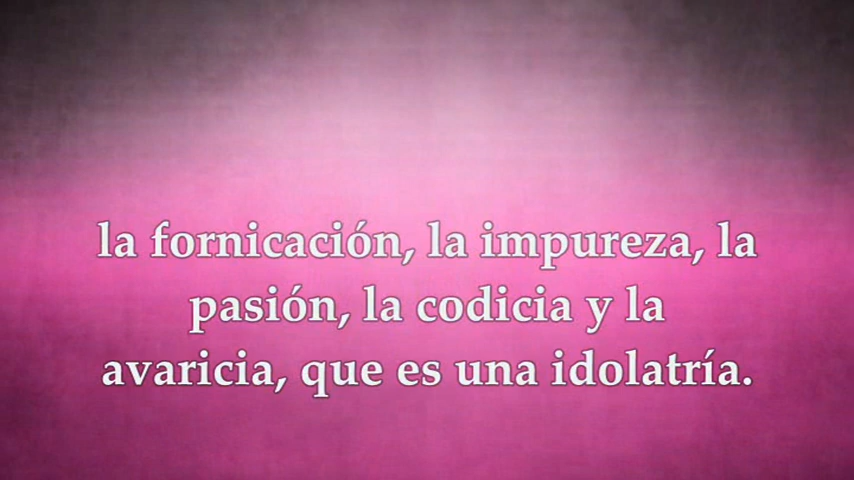 la fornicación, la impureza, la
pasión, la codicia y la
avaricia, que es una idolatría.